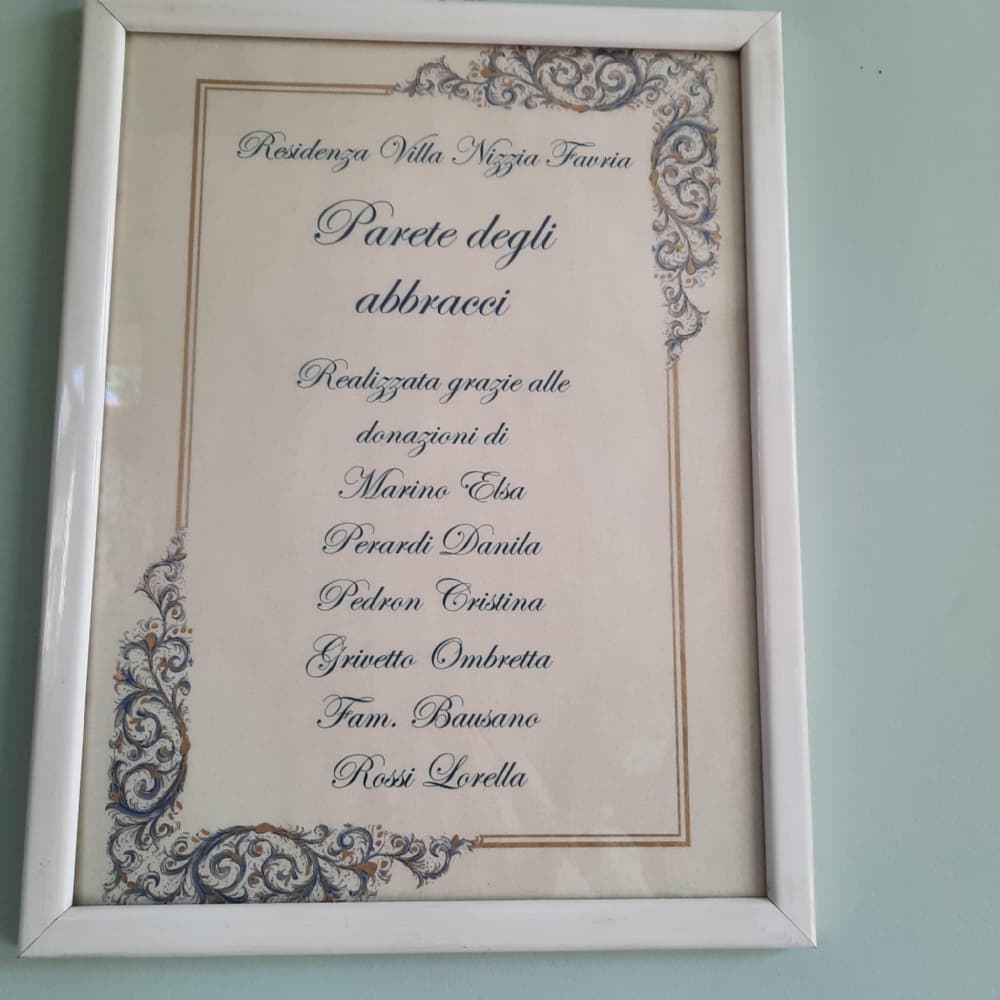 Residenza Villa Nizzia Favria
Parete degli
abbracci
Realizzata grazie alle
donazioni di
Marino Elsa
Perardi Danila
Pedron Cristina
Grivetto Ombretta
Fam. Bausano
Rossi Lorella